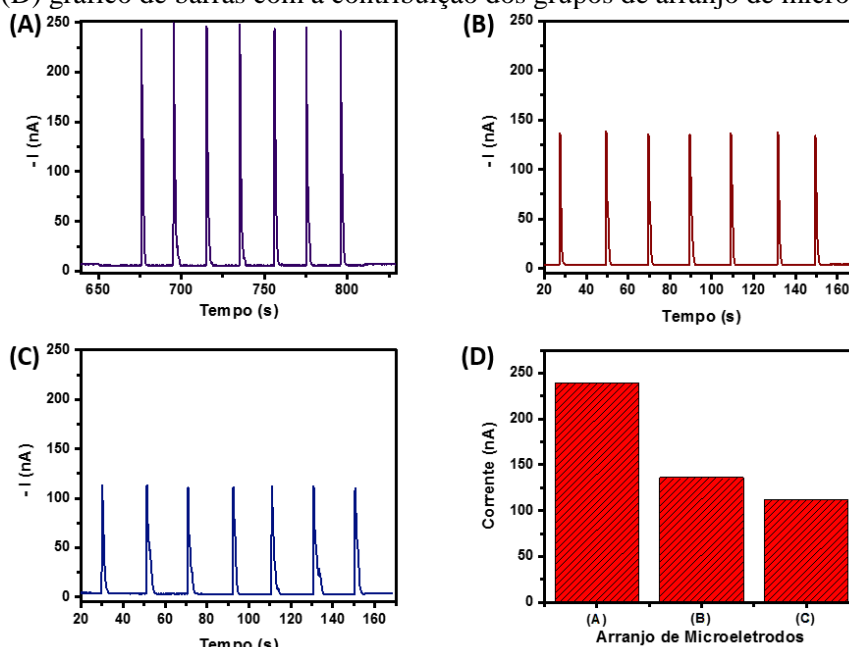 (D) gráfico de barras com a contribuição dos grupos de arranjo de
(A)
250
200
150
100
50
0
- I (nA)
650 700 750 800
Tempo (s)
(B)
250
200
150
100
50
0
- I (nA)
20 40 60 80 100 120 140 160
Tempo (s)
(C)
250
200
150
100
50
0
- I (nA)
20 40 60 80 100 120 140 160
Tempo (s)
(D)
250
200
150
100
50
0
Corrente (nA)
(A) (B) (C)
Arranjo de Microeletrodos